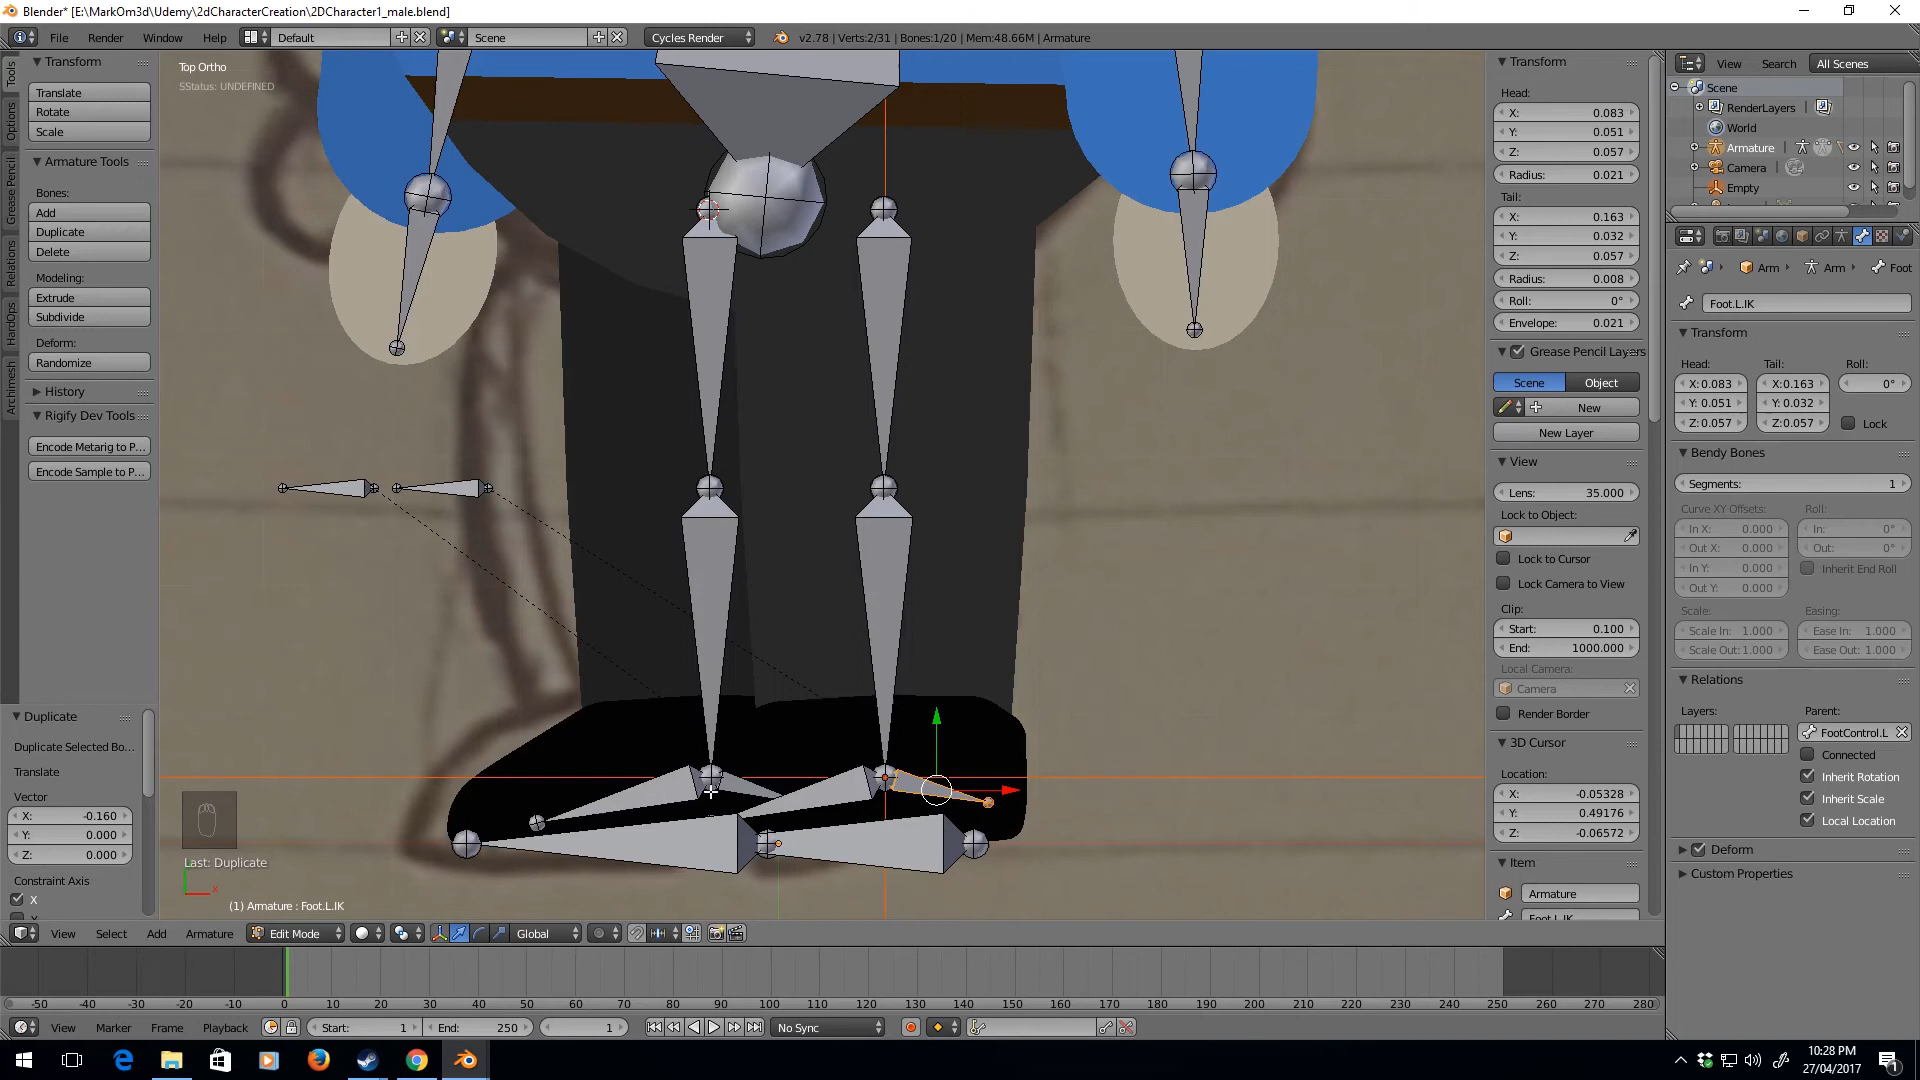 Blender* [E:\MarkOm3d\Udemy\2dCharacterCreation\2DCharacter1_male.blend]
File Render Window Help Default Scene Cycles Render v2.78 | Verts:2/31 | Bones:1/20 | Mem:48.66M | Armature
Tools
Options
Grease Pencil
Relations
HardOps
Archimesh
Transform
Translate
Rotate
Scale
Armature Tools
Bones:
Add
Duplicate
Delete
Modeling:
Extrude
Subdivide
Deform:
Randomize
History
Rigify Dev Tools
Encode Metarig to P...
Encode Sample to P...
Duplicate
Duplicate Selected Bo...
Translate
Vector
X: -0.160
Y: 0.000
Z: 0.000
Constraint Axis
X
Top Ortho
SStatus: UNDEFINED
Last: Duplicate
(1) Armature : Foot.L.IK
Transform
Head:
X: 0.083
Y: 0.051
Z: 0.057
Radius: 0.021
Tail:
X: 0.163
Y: 0.032
Z: 0.057
Radius: 0.008
Roll: 0°
Envelope: 0.021
Grease Pencil Layers
Scene Object
New
New Layer
View
Lens: 35.000
Lock to Object:
Lock to Cursor
Lock Camera to View
Clip:
Start: 0.100
End: 1000.000
Local Camera:
Camera
Render Border
3D Cursor
Location:
X: -0.05328
Y: 0.49176
Z: -0.06572
Item
Armature
Foot.L.IK
View Search All Scenes
Scene
RenderLayers
World
Armature
Camera
Empty
Arm Arm Foot
Foot.L.IK
Transform
Head: Tail: Roll:
X:0.083 X:0.163 0°
Y: 0.051 Y: 0.032
Z:0.057 Z:0.057 Lock
Bendy Bones
Segments: 1
Curve XY Offsets: Roll:
In X: 0.000 In: 0°
Out X: 0.000 Out: 0°
In Y: 0.000 Inherit End Roll
Out Y: 0.000
Scale: Easing:
Scale In: 1.000 Ease In: 1.000
Scale Out: 1.000 Ease Out: 1.000
Relations
Layers: Parent:
FootControl.L
Connected
Inherit Rotation
Inherit Scale
Local Location
Deform
Custom Properties
View Select Add Armature Edit Mode Global
-50 -40 -30 -20 -10 0 10 20 30 40 50 60 70 80 90 100 110 120 130 140 150 160 170 180 190 200 210 220 230 240 250 260 270 280
View Marker Frame Playback Start: 1 End: 250 1 No Sync
10:28 PM
27/04/2017